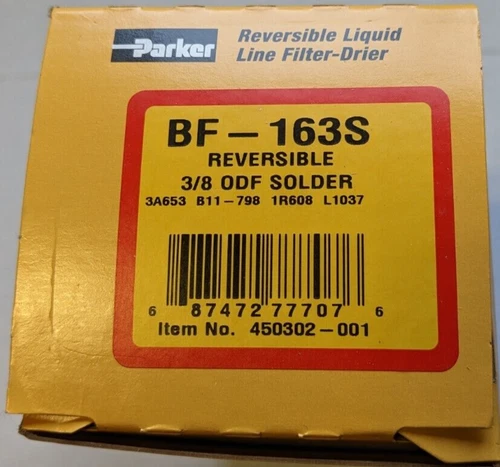 Parker
Reversible Liquid
Line Filter-Drier
BF-163S
REVERSIBLE
3/8 ODF SOLDER
3A653 B11-798 1R608 L1037
6 87472 77707 6
Item No. 450302-001